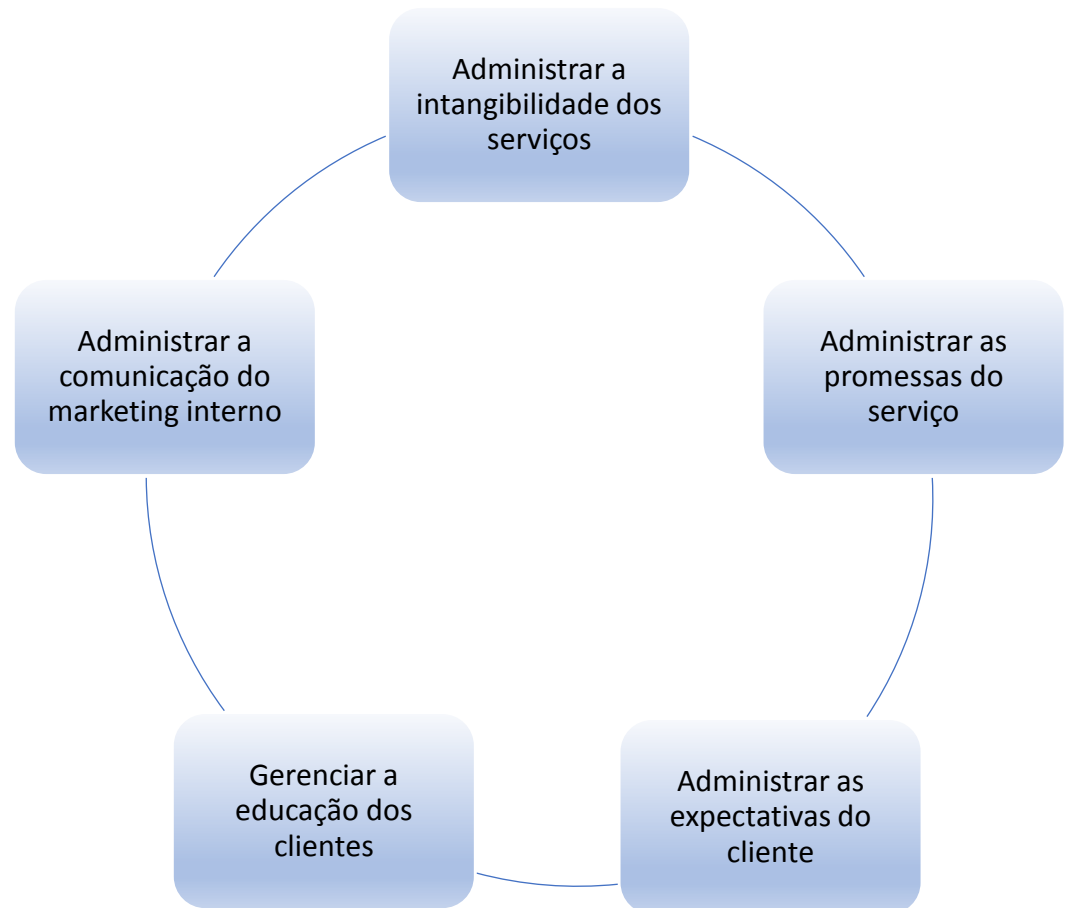 Administrar a
intangibilidade dos
serviços
Administrar as
promessas do
serviço
Administrar as
expectativas do
cliente
Gerenciar a
educação dos
clientes
Administrar a
comunicação do
marketing interno